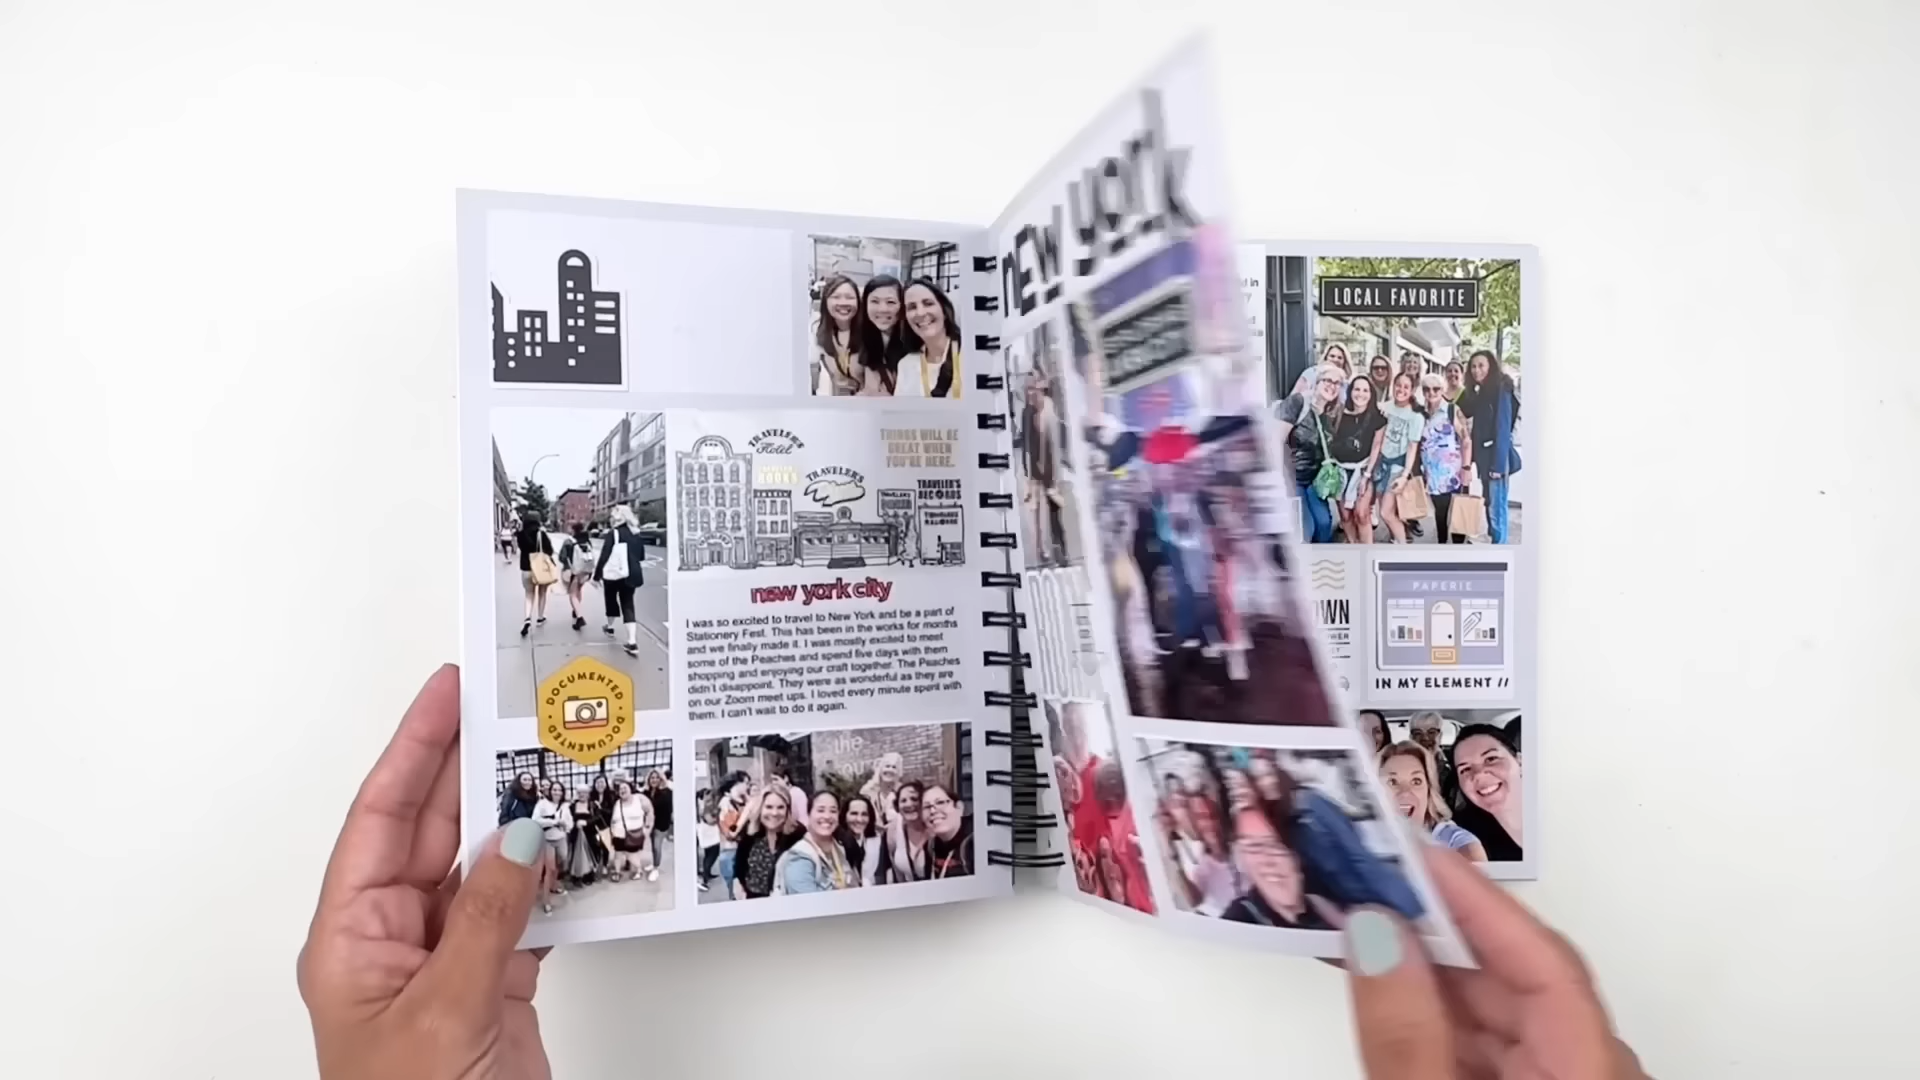 TRAVELER'S
Hotel
TRAVELER'S
THINGS WILL BE
GREAT WHEN
YOU'RE HERE.
TRAVELER'S
RECORDS
new york city
I was so excited to travel to New York and be a part of
Stationery Fest. This has been in the works for months
and we finally made it. I was mostly excited to meet
some of the Peaches and spend five days with them
shopping and enjoying our craft together. The Peaches
didn't disappoint. They were as wonderful as they are
on our Zoom meet ups. I loved every minute spent with
them. I can't wait to do it again.
DOCUMENTED
DOCUMENTED
the
new york
LOCAL FAVORITE
PAPERIE
IN MY ELEMENT //